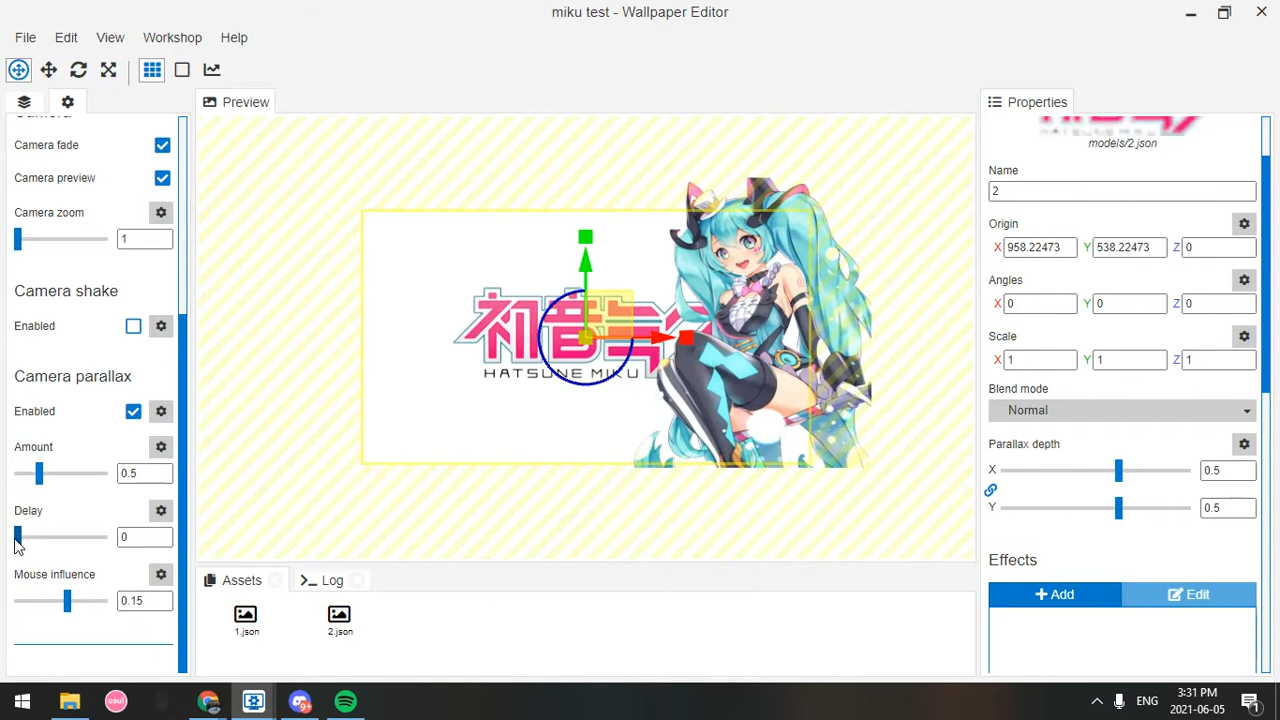 miku test - Wallpaper Editor
File Edit View Workshop Help
Preview
Properties
Camera fade
Camera preview
Camera zoom
1
Camera shake
Enabled
Camera parallax
Enabled
Amount
0.5
Delay
0
Mouse influence
0.15
HATSUNE MIKU
Assets
Log
1.json
2.json
models/2.json
Name
2
Origin
X 958.22473 Y 538.22473 Z 0
Angles
X 0 Y 0 Z 0
Scale
X 1 Y 1 Z 1
Blend mode
Normal
Parallax depth
X 0.5
Y 0.5
Effects
+ Add Edit
osu!
ENG
3:31 PM
2021-06-05
1